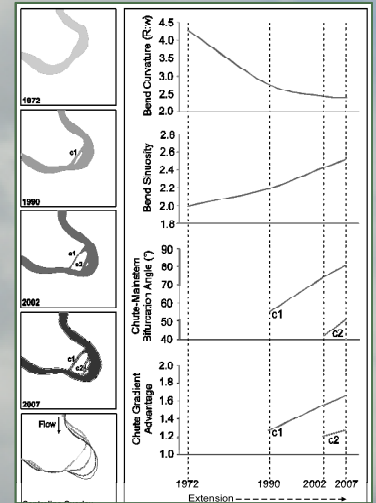 1972
c1
1990
c1
c2
2002
c1
c2
2007
Flow
Bend Curvature (R:w)
4.5
4.0
3.5
3.0
2.5
2.0
Bend Sinuosity
2.8
2.6
2.4
2.2
2.0
1.8
Chute-Mainstem
Bifurcation Angle (°)
90
80
70
60
50
40
c1
c2
Chute Gradient
Advantage
2.0
1.8
1.6
1.4
1.2
1.0
c1
c2
1972 1990 2002 2007
Extension